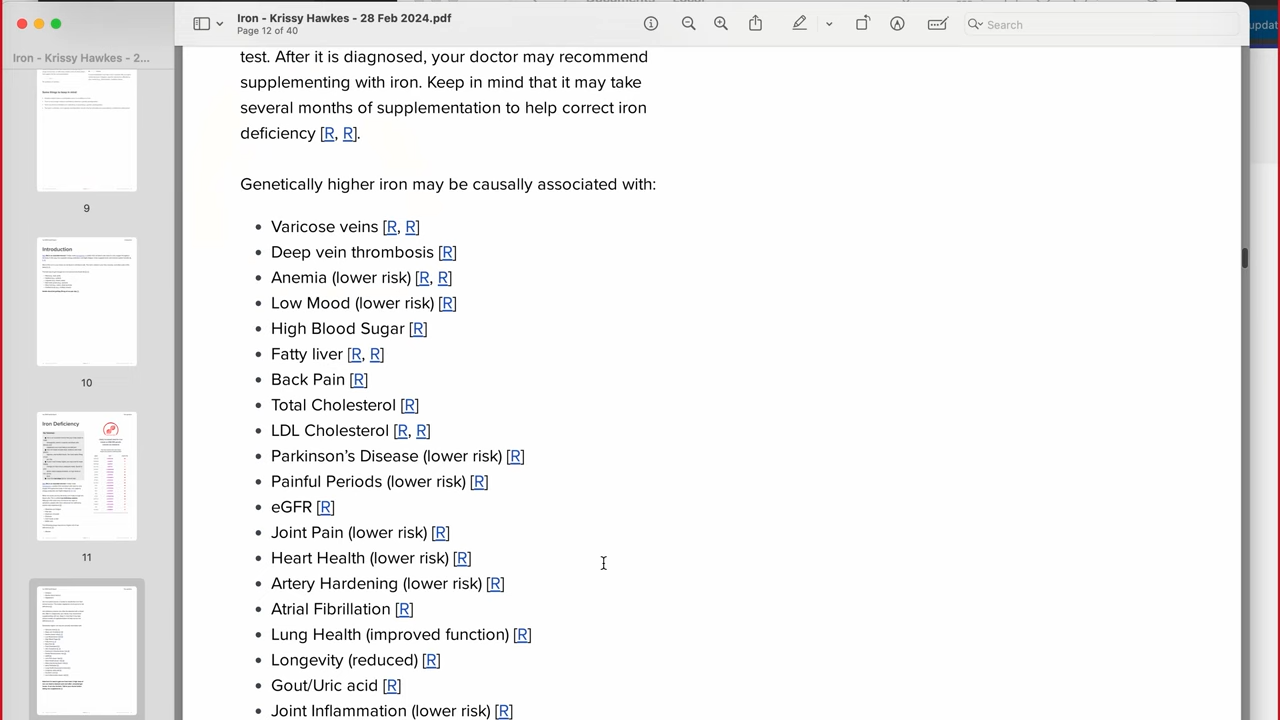 Iron - Krissy Hawkes - 28 Feb 2024.pdf
Page 12 of 40
Search
updat
Iron - Krissy Hawkes - 2...
9
Introduction
10
Iron Deficiency
11
test. After it is diagnosed, your doctor may recommend
supplementing with iron. Keep in mind that it may take
several months of supplementation to help correct iron
deficiency [R, R].
Genetically higher iron may be causally associated with:
• Varicose veins [R, R]
• Deep vein thrombosis [R]
• Anemia (lower risk) [R, R]
• Low Mood (lower risk) [R]
• High Blood Sugar [R]
• Fatty liver [R, R]
• Back Pain [R]
• Total Cholesterol [R]
• LDL Cholesterol [R, R]
• Parkinson's Disease (lower risk) [R]
• Painful Periods (lower risk) [R]
• eGFR [R]
• Joint Pain (lower risk) [R]
• Heart Health (lower risk) [R]
• Artery Hardening (lower risk) [R]
• Atrial Fibrillation [R]
• Lung Health (improved function) [R]
• Longevity (reduced) [R]
• Gout/Uric acid [R]
• Joint Inflammation (lower risk) [R]